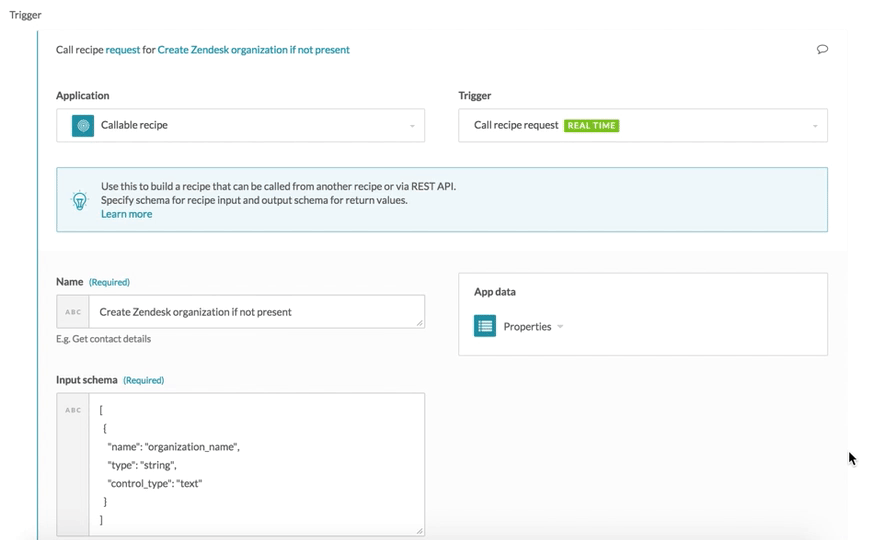 Trigger
Call recipe request for Create Zendesk organization if not present
Application
Trigger
Callable recipe
Call recipe request REAL TIME
Use this to build a recipe that can be called from another recipe or via REST API.
Specify schema for recipe input and output schema for return values.
Learn more
Name (Required)
ABC
Create Zendesk organization if not present
E.g. Get contact details
App data
Properties
Input schema (Required)
ABC
[
{
"name": "organization_name",
"type": "string",
"control_type": "text"
}
]